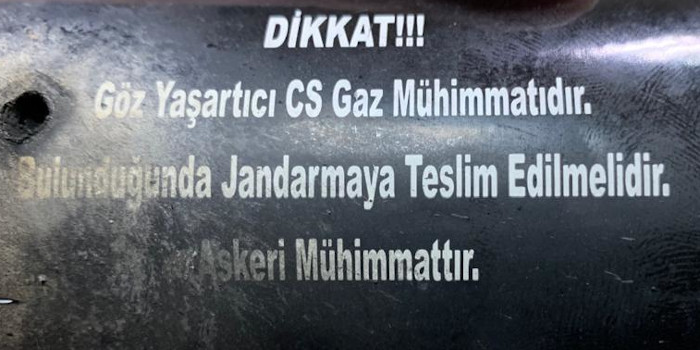 DİKKAT!!!
Göz Yaşartıcı CS Gaz Mühimmatıdır.
Bulunduğunda Jandarmaya Teslim Edilmelidir.
Askeri Mühimmattır.